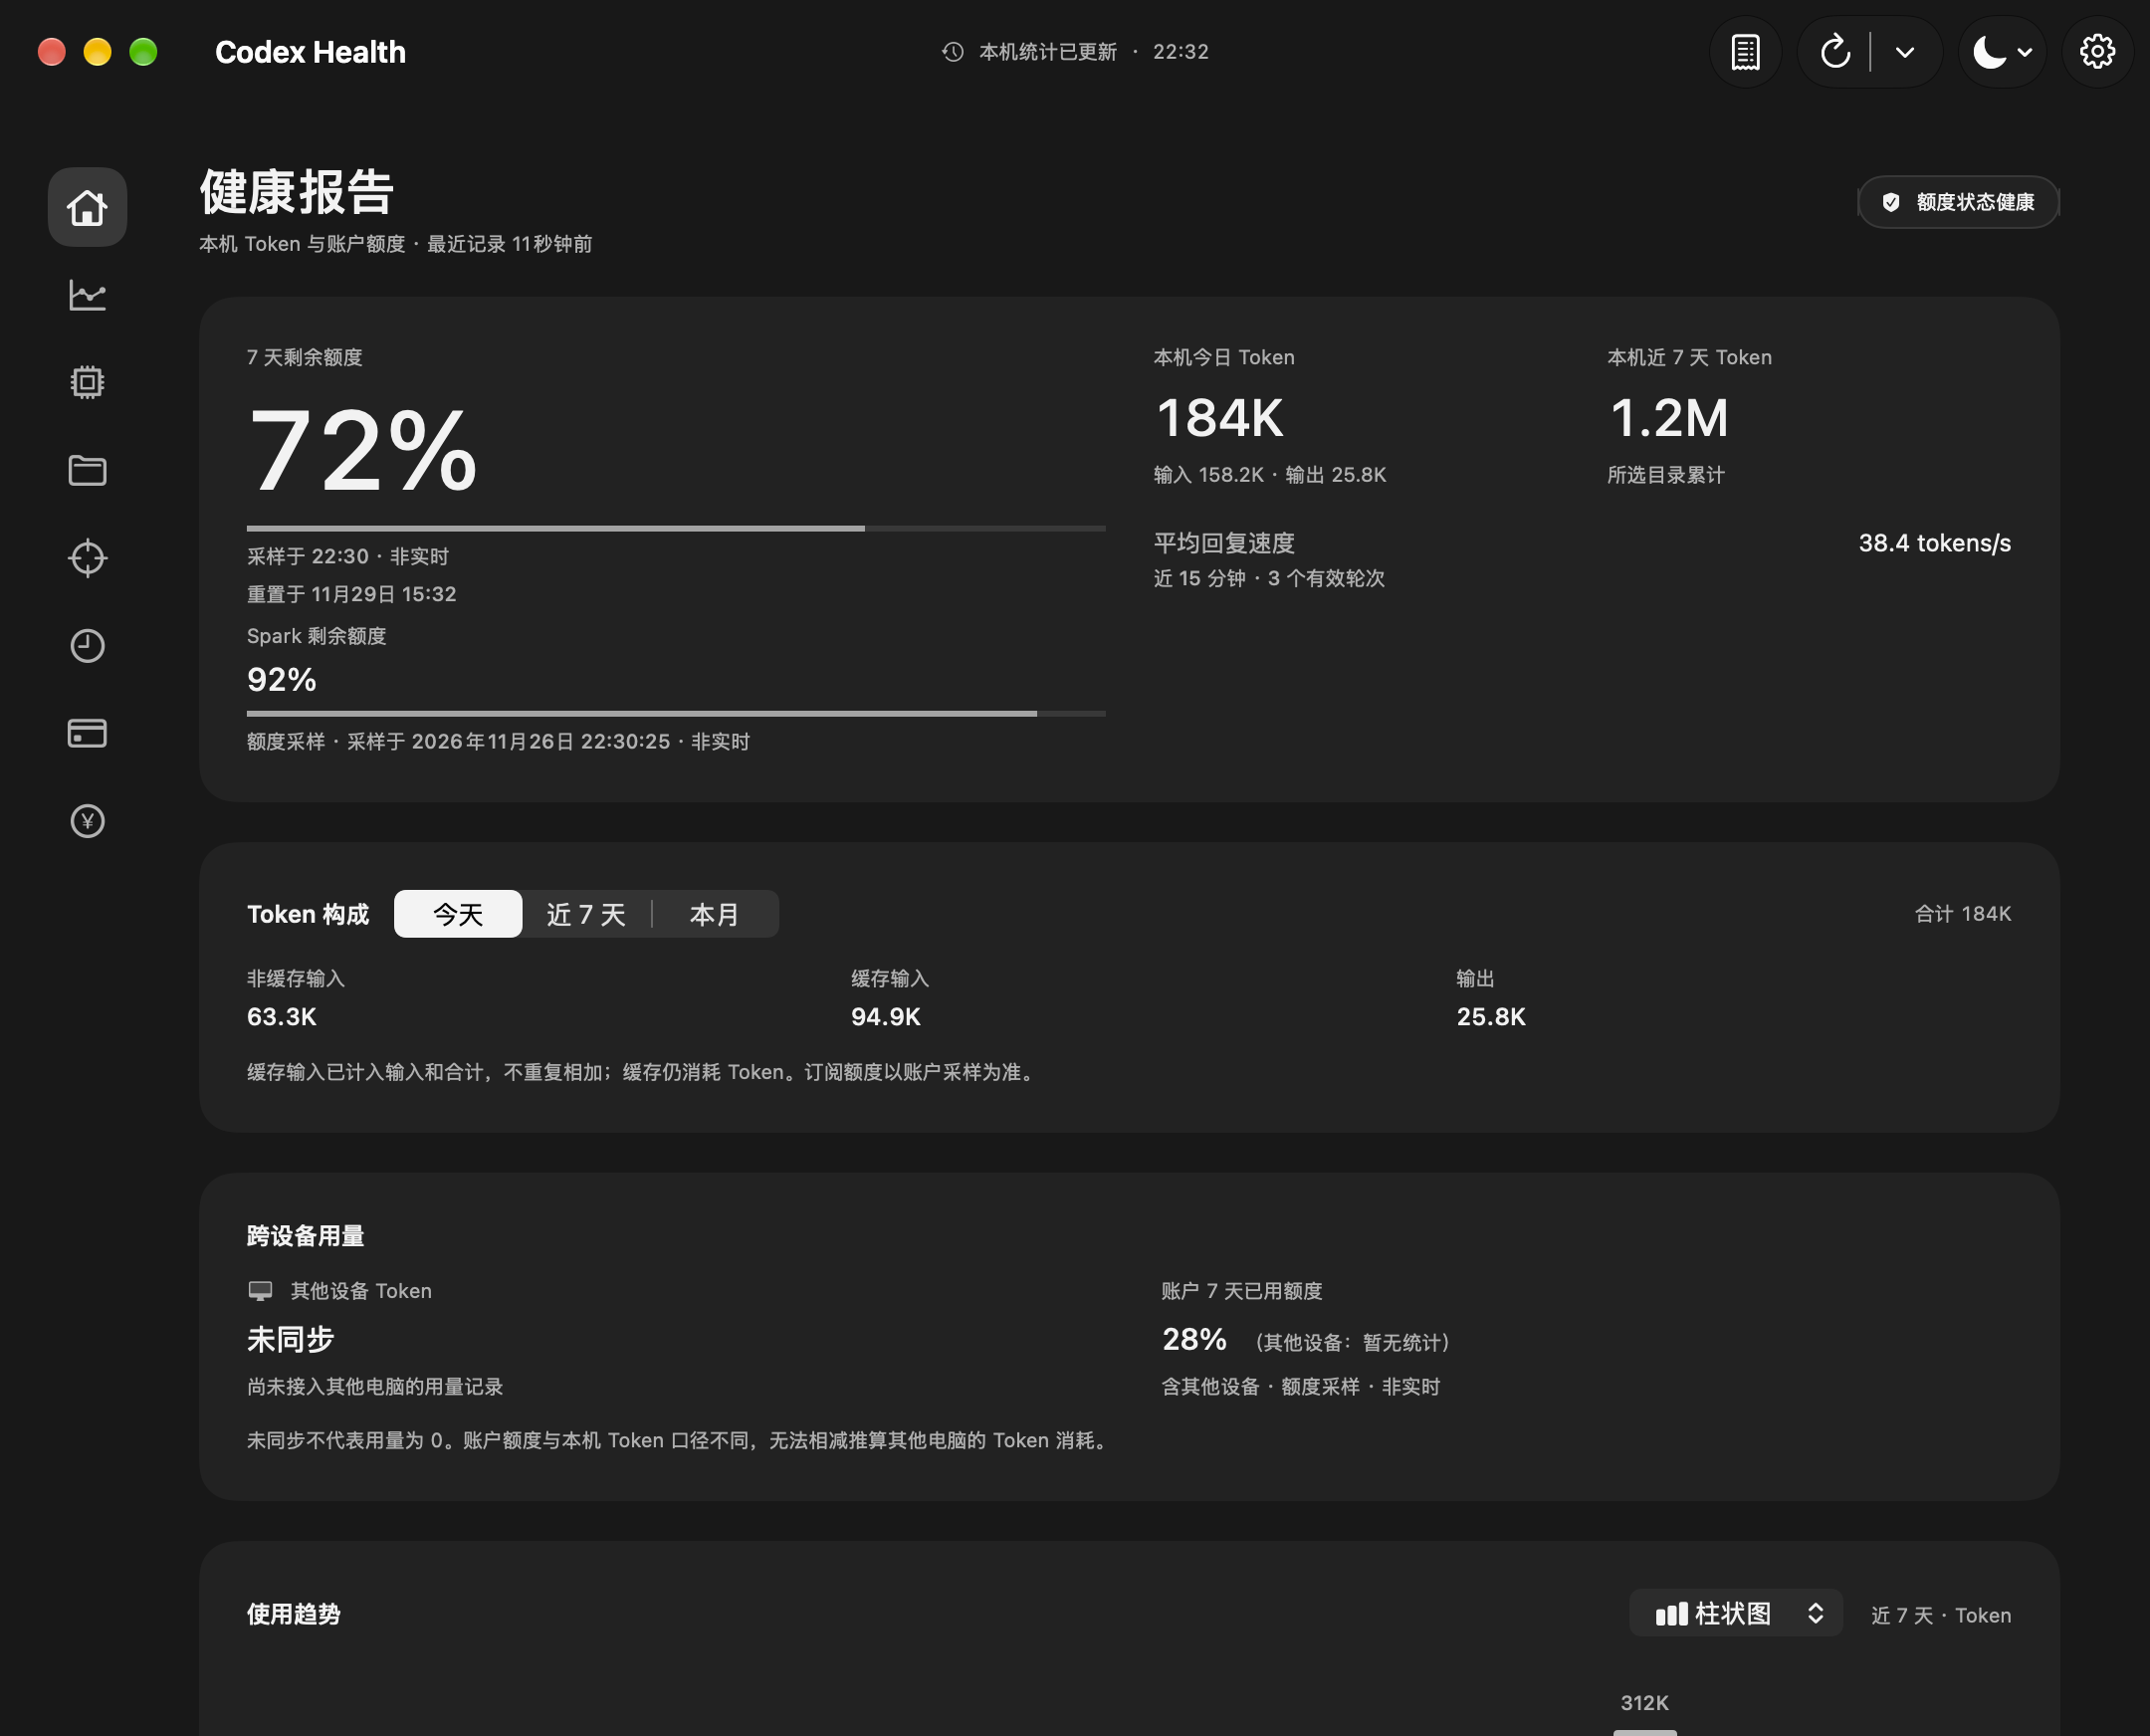 Codex Health
本机统计已更新 · 22:32
健康报告
额度状态健康
本机 Token 与账户额度 · 最近记录 11秒钟前
7 天剩余额度
72%
采样于 22:30 · 非实时
重置于 11月29日 15:32
Spark 剩余额度
92%
额度采样 · 采样于 2026年11月26日 22:30:25 · 非实时
本机今日 Token
184K
输入 158.2K · 输出 25.8K
本机近 7 天 Token
1.2M
所选目录累计
平均回复速度
38.4 tokens/s
近 15 分钟 · 3 个有效轮次
Token 构成
今天
近 7 天
本月
合计 184K
非缓存输入
63.3K
缓存输入
94.9K
输出
25.8K
缓存输入已计入输入和合计，不重复相加；缓存仍消耗 Token。订阅额度以账户采样为准。
跨设备用量
其他设备 Token
未同步
尚未接入其他电脑的用量记录
账户 7 天已用额度
28% （其他设备：暂无统计）
含其他设备 · 额度采样 · 非实时
未同步不代表用量为 0。账户额度与本机 Token 口径不同，无法相减推算其他电脑的 Token 消耗。
使用趋势
柱状图
近 7 天 · Token
312K